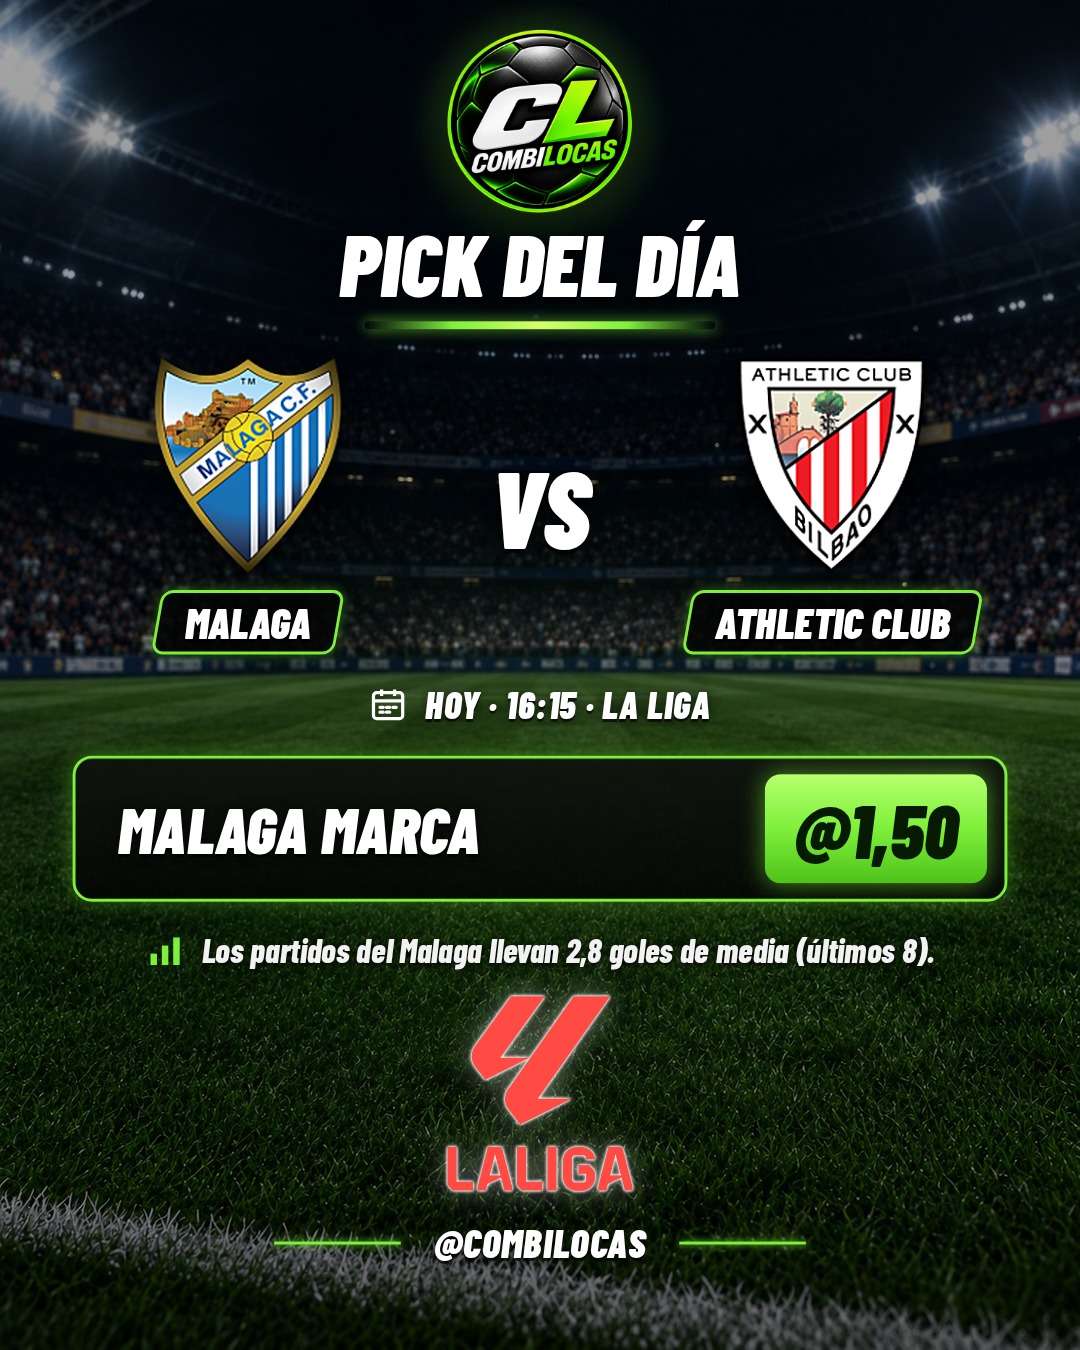 CL
COMBILOCAS
PICK DEL DÍA
MALAGA C.F.
TM
ATHLETIC CLUB
BILBAO
VS
MALAGA
ATHLETIC CLUB
HOY · 16:15 · LA LIGA
MALAGA MARCA
@1,50
Los partidos del Malaga llevan 2,8 goles de media (últimos 8).
LALIGA
@COMBILOCAS